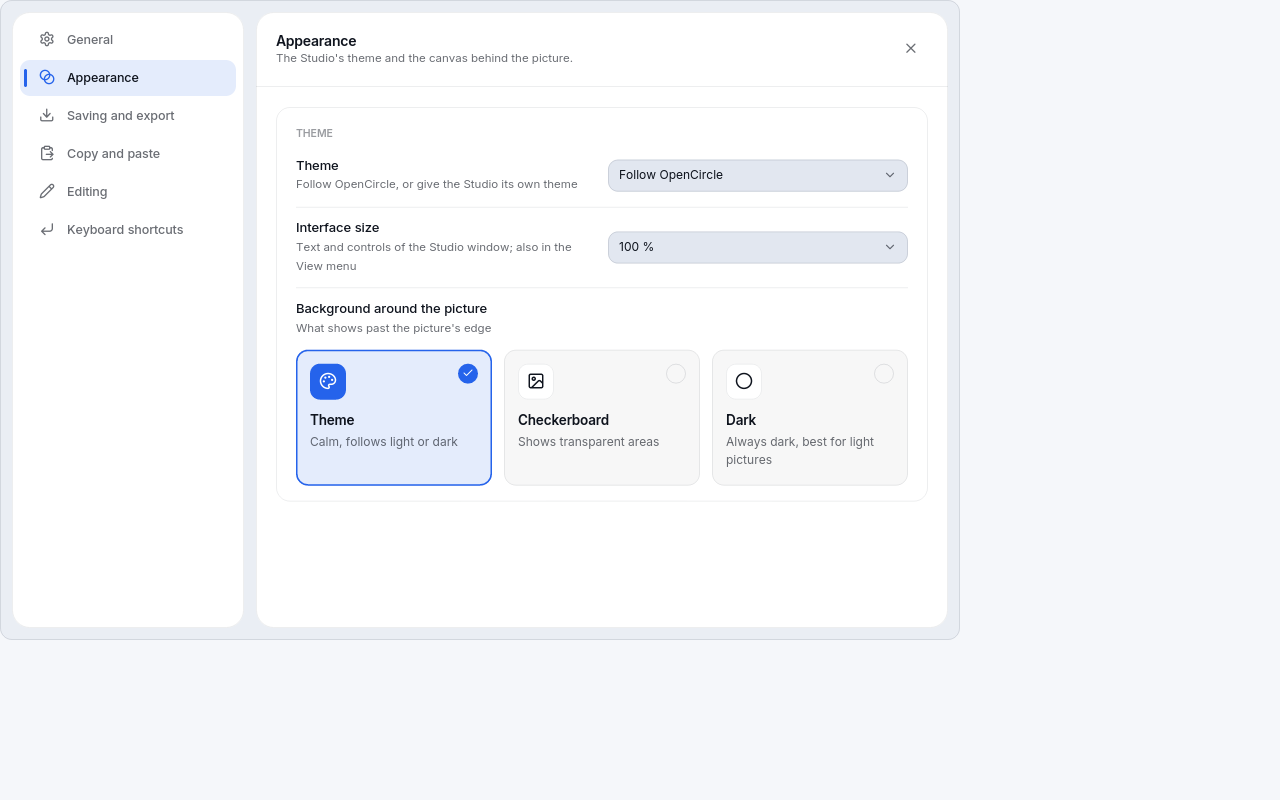 General
Appearance
Saving and export
Copy and paste
Editing
Keyboard shortcuts
Appearance
The Studio's theme and the canvas behind the picture.
THEME
Theme
Follow OpenCircle, or give the Studio its own theme
Follow OpenCircle
Interface size
Text and controls of the Studio window; also in the
View menu
100 %
Background around the picture
What shows past the picture's edge
Theme
Calm, follows light or dark
Checkerboard
Shows transparent areas
Dark
Always dark, best for light
pictures